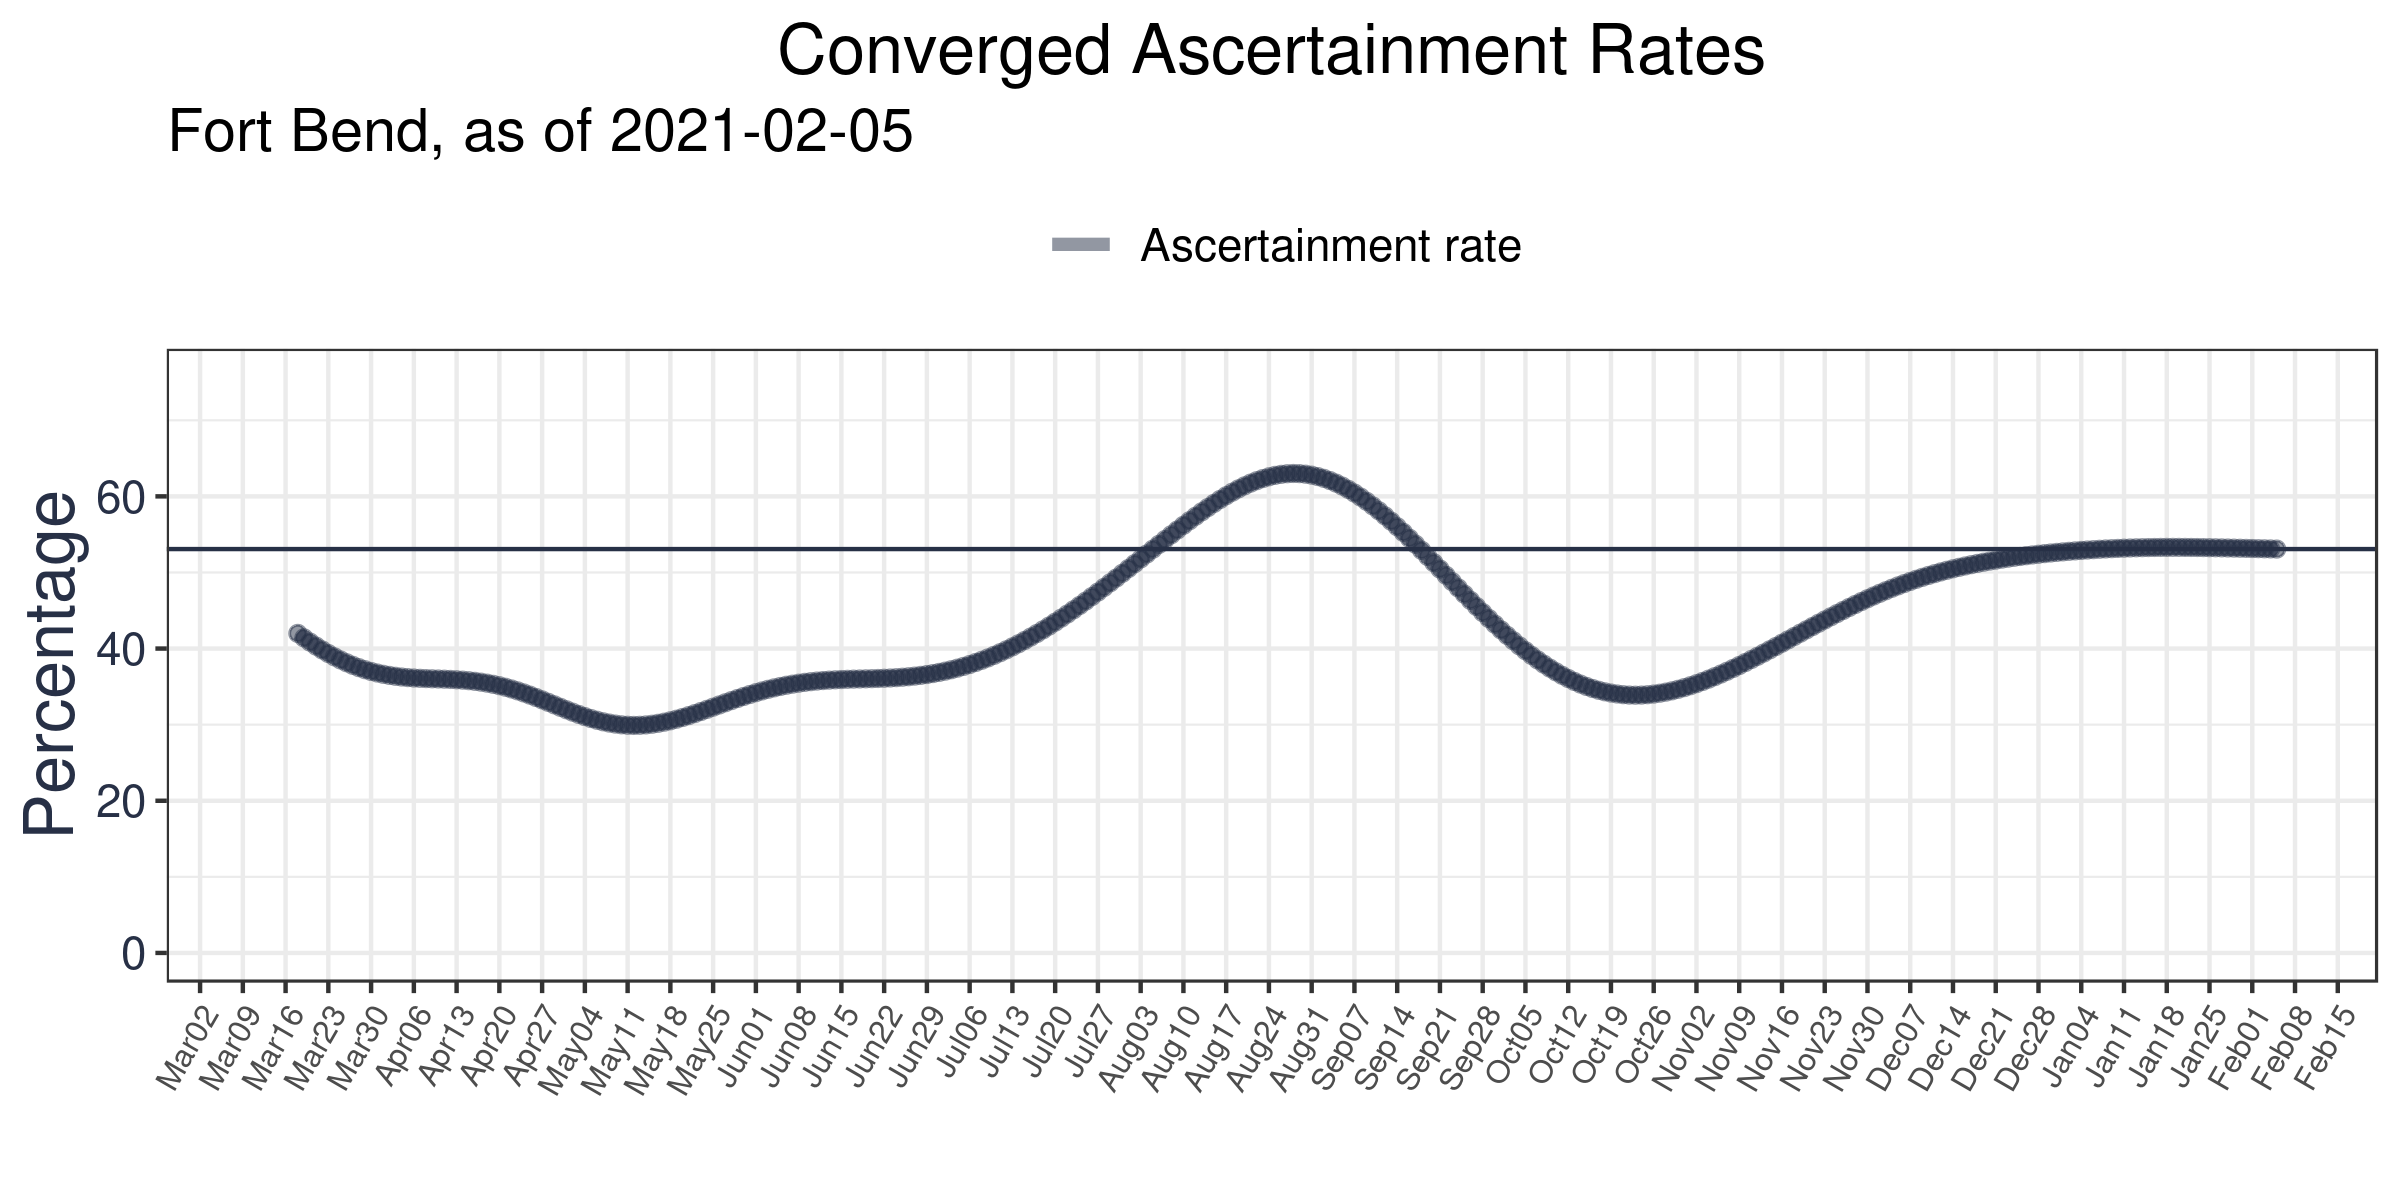 Converged Ascertainment Rates
Fort Bend, as of 2021-02-05
Ascertainment rate
Percentage
60
40
20
0
Mar02 Mar09 Mar16 Mar23 Mar30 Apr06 Apr13 Apr20 Apr27 May04 May11 May18 May25 Jun01 Jun08 Jun15 Jun22 Jun29 Jul06 Jul13 Jul20 Jul27 Aug03 Aug10 Aug17 Aug24 Aug31 Sep07 Sep14 Sep21 Sep28 Oct05 Oct12 Oct19 Oct26 Nov02 Nov09 Nov16 Nov23 Nov30 Dec07 Dec14 Dec21 Dec28 Jan04 Jan11 Jan18 Jan25 Feb01 Feb08 Feb15